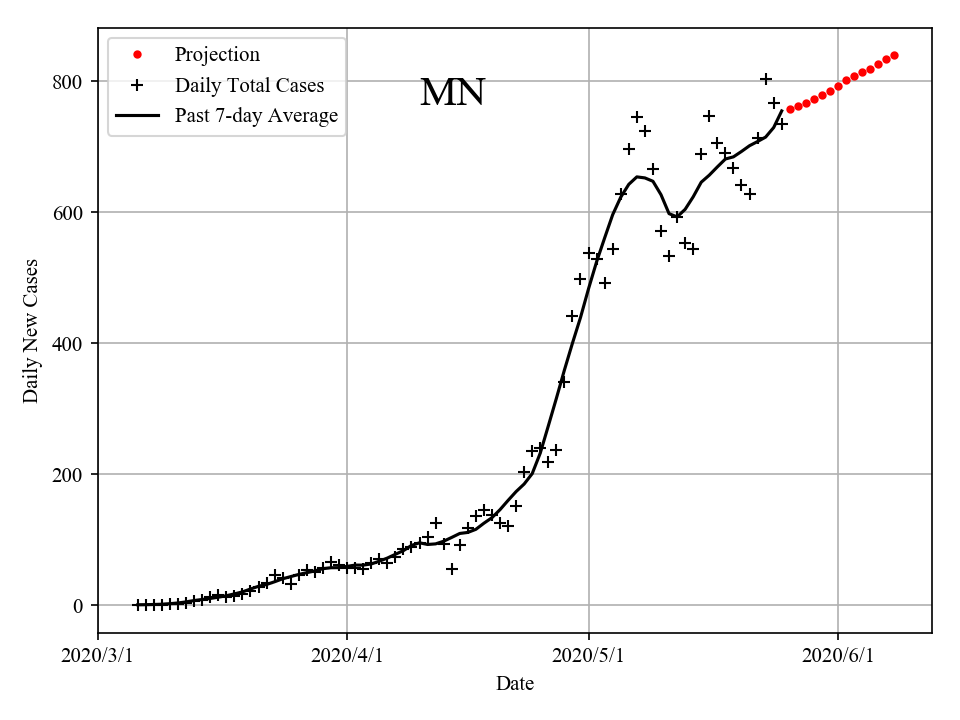 Projection
Daily Total Cases
Past 7-day Average
MN
800
600
400
200
0
Daily New Cases
2020/3/1
2020/4/1
2020/5/1
2020/6/1
Date